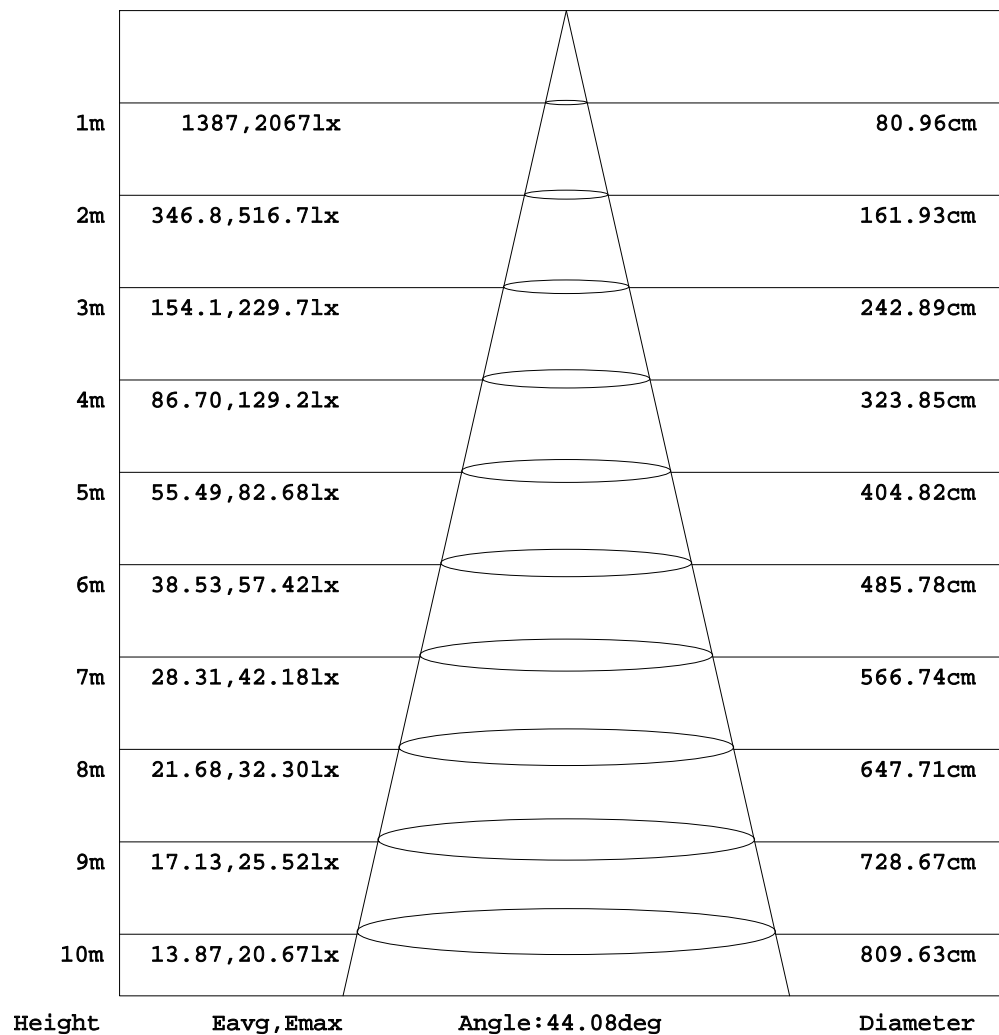 1m 1387,2067lx 80.96cm
2m 346.8,516.7lx 161.93cm
3m 154.1,229.7lx 242.89cm
4m 86.70,129.2lx 323.85cm
5m 55.49,82.68lx 404.82cm
6m 38.53,57.42lx 485.78cm
7m 28.31,42.18lx 566.74cm
8m 21.68,32.30lx 647.71cm
9m 17.13,25.52lx 728.67cm
10m 13.87,20.67lx 809.63cm
Height Eavg,Emax Angle:44.08deg Diameter